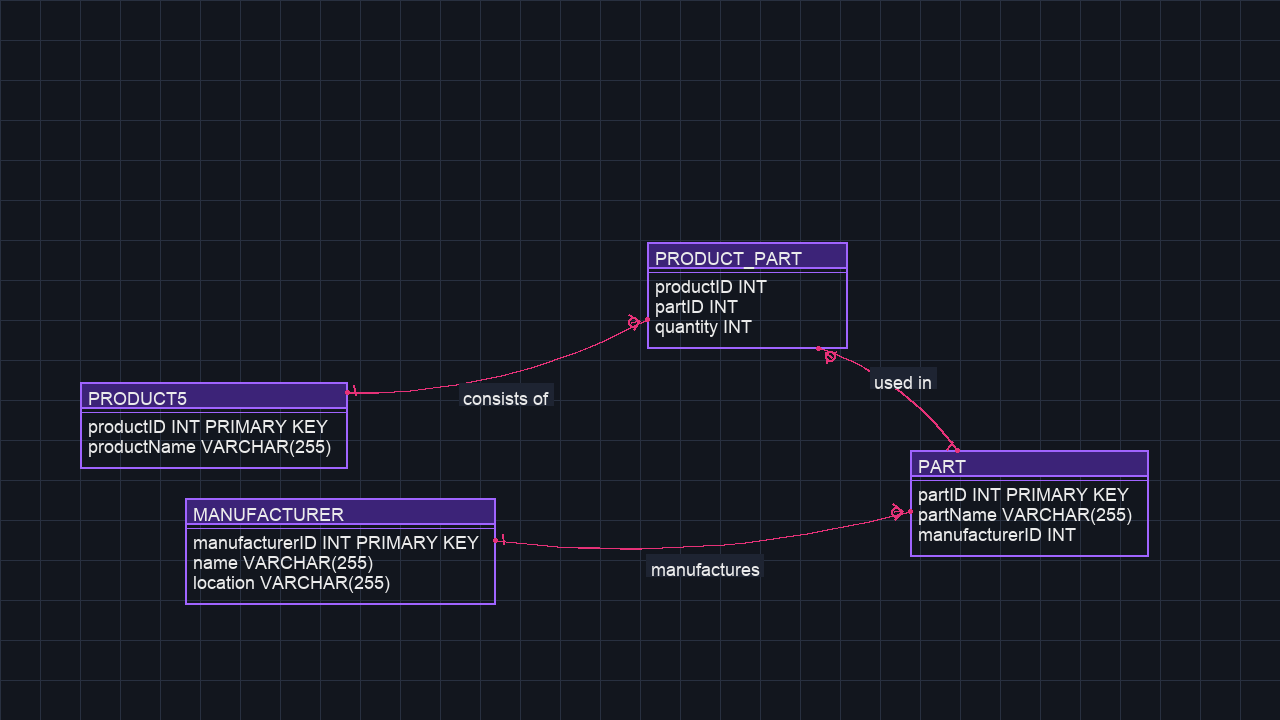 PRODUCT_PART
productID INT
partID INT
quantity INT
used in
PRODUCT5
productID INT PRIMARY KEY
productName VARCHAR(255)
consists of
PART
partID INT PRIMARY KEY
partName VARCHAR(255)
manufacturerID INT
MANUFACTURER
manufacturerID INT PRIMARY KEY
name VARCHAR(255)
location VARCHAR(255)
manufactures